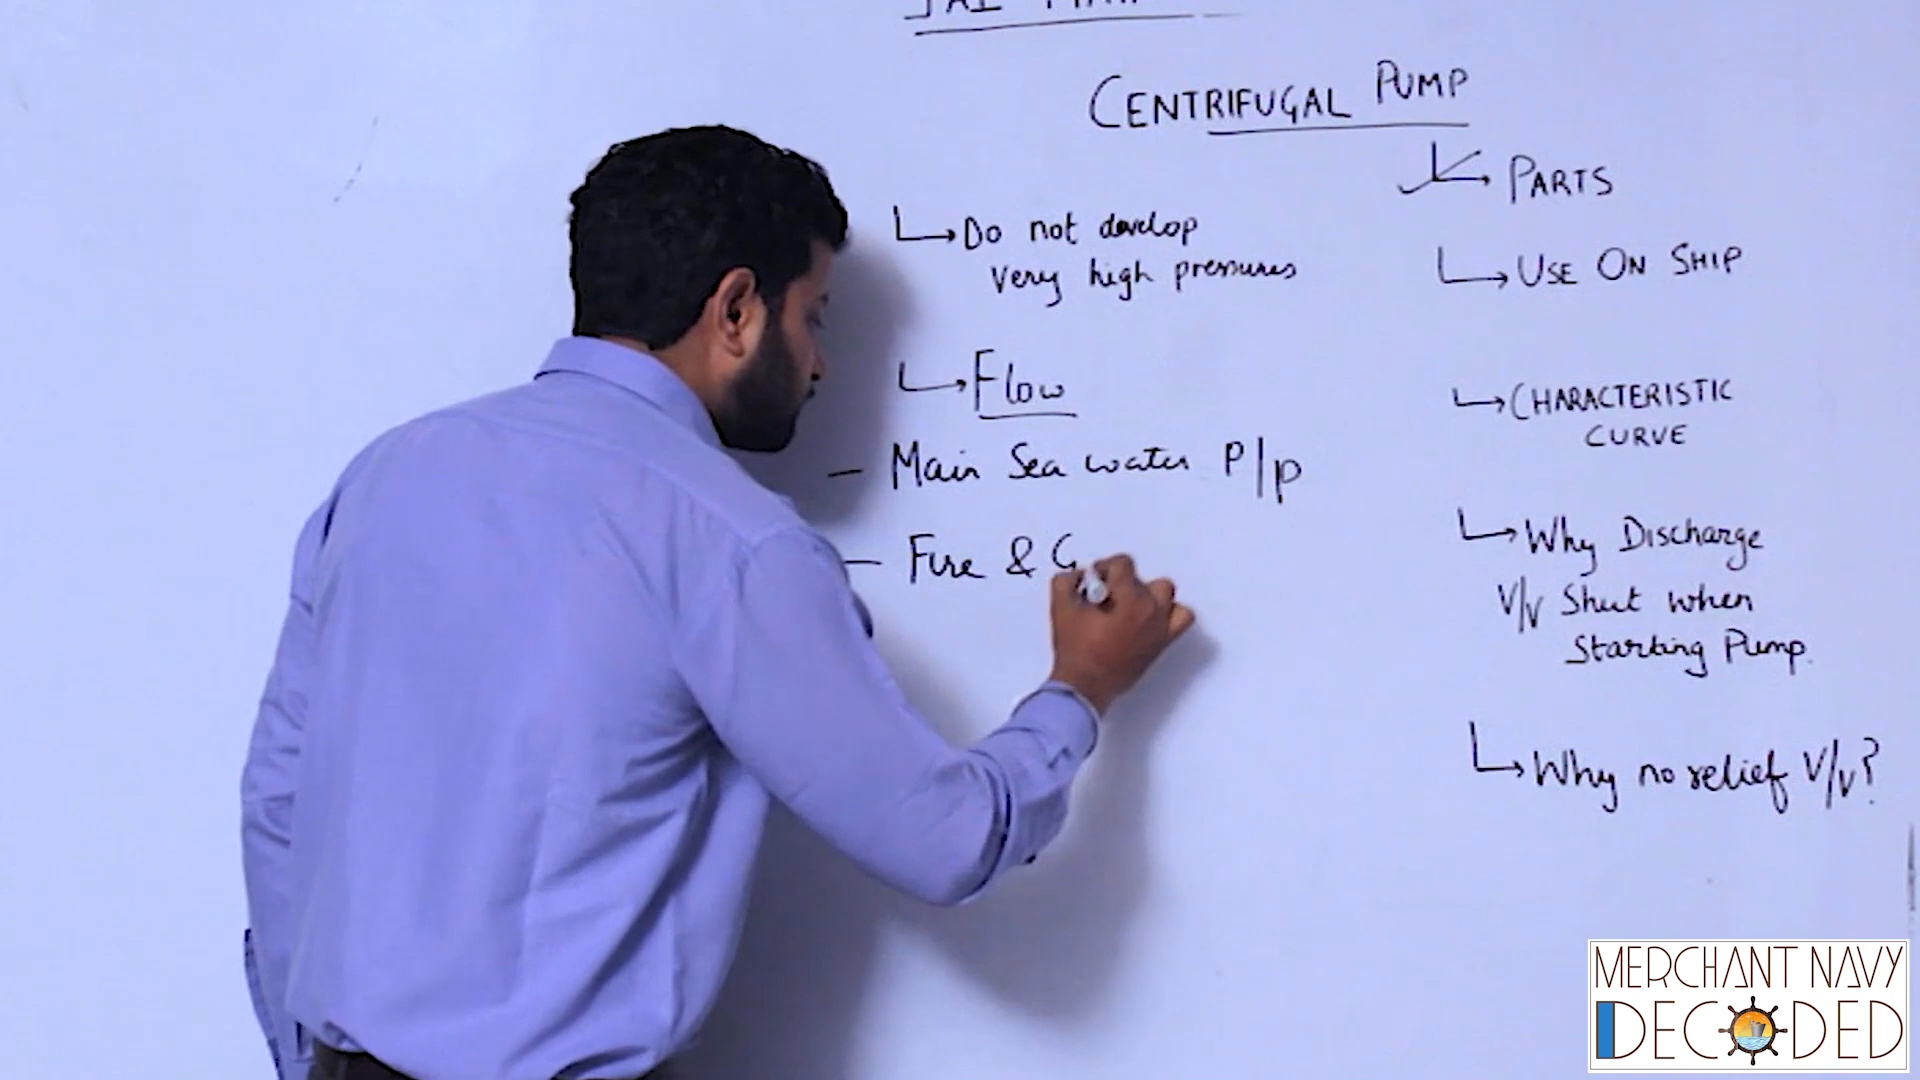 CENTRIFUGAL PUMP
Do not develop
very high pressures
Flow
- Main Sea water P/p
- Fire & G
PARTS
USE ON SHIP
CHARACTERISTIC
CURVE
Why Discharge
V/v Shut when
Starting Pump.
Why no relief V/v?
MERCHANT NAVY
DECODED